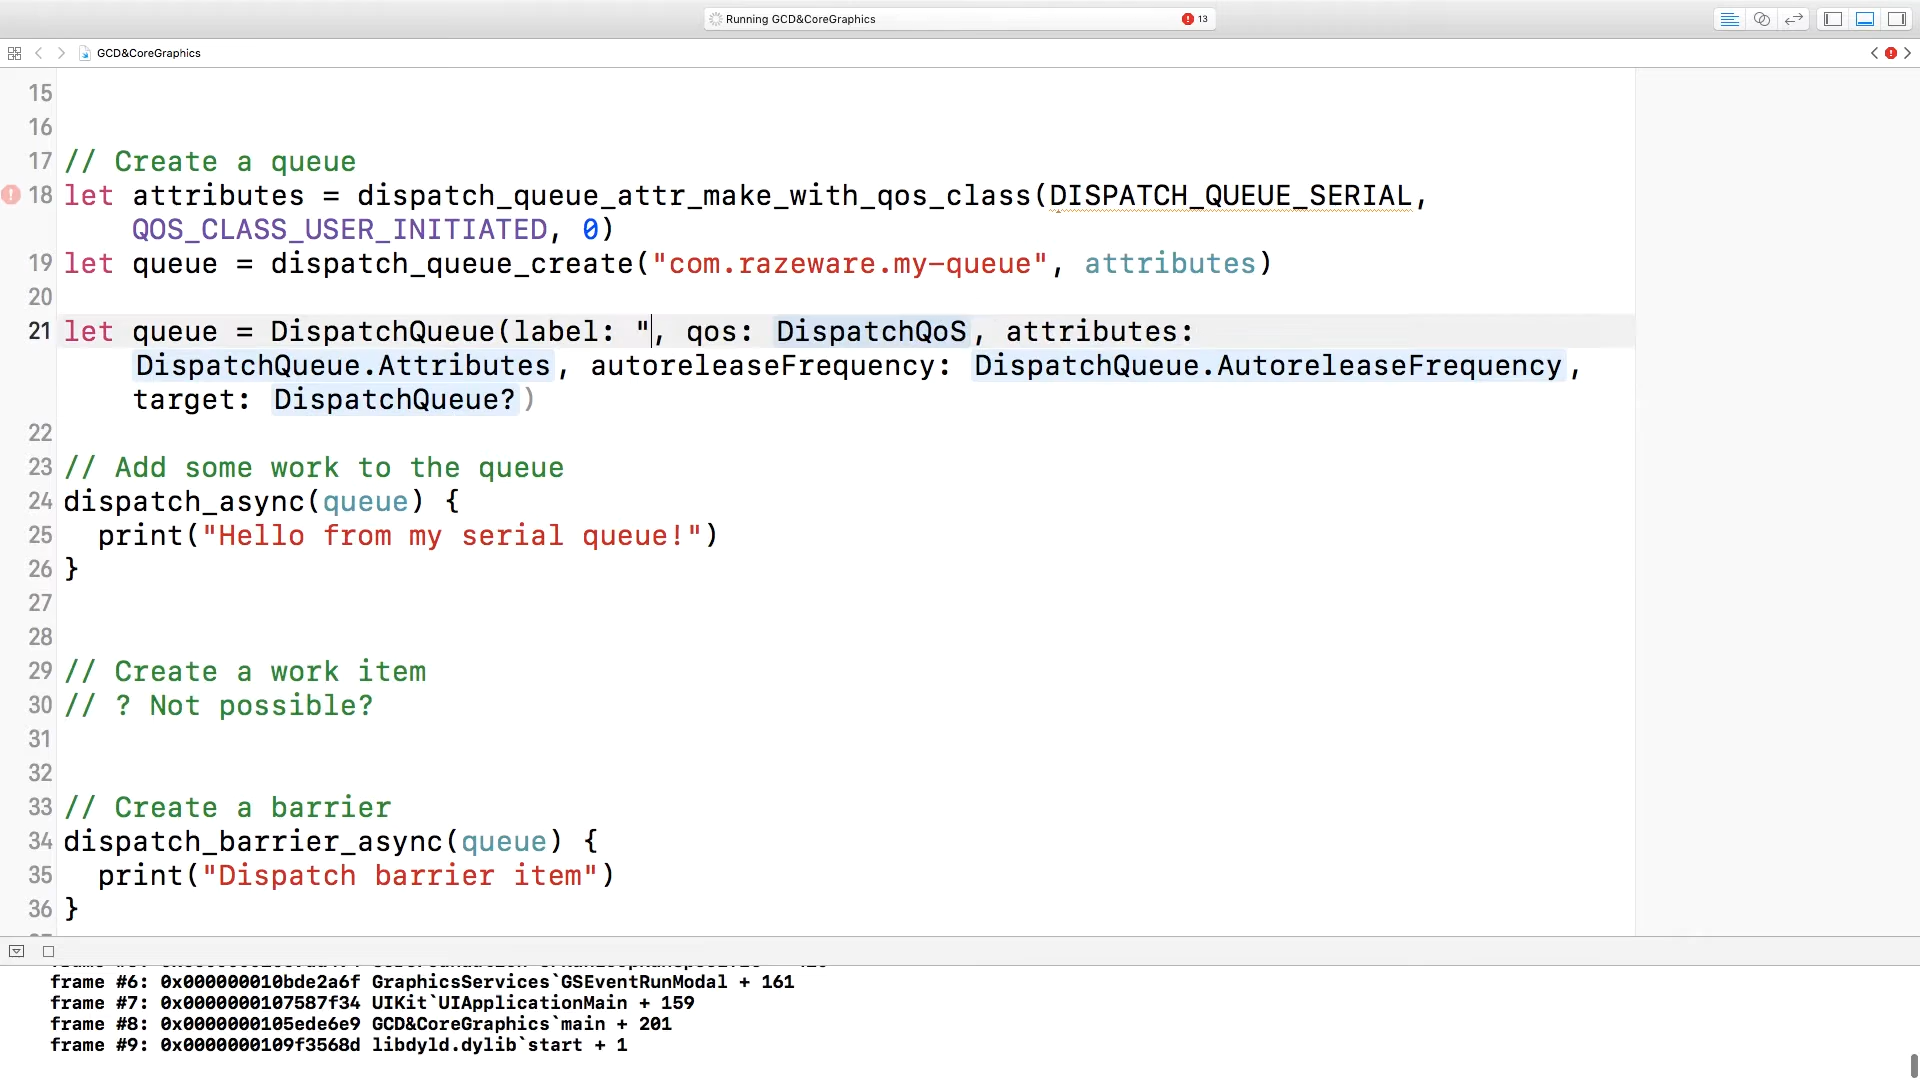 Running GCD&CoreGraphics
13
GCD&CoreGraphics
15
16
17 // Create a queue
18 let attributes = dispatch_queue_attr_make_with_qos_class(DISPATCH_QUEUE_SERIAL,
QOS_CLASS_USER_INITIATED, 0)
19 let queue = dispatch_queue_create("com.razeware.my-queue", attributes)
20
21 let queue = DispatchQueue(label: ", qos: DispatchQoS, attributes:
DispatchQueue.Attributes, autoreleaseFrequency: DispatchQueue.AutoreleaseFrequency,
target: DispatchQueue?)
22
23 // Add some work to the queue
24 dispatch_async(queue) {
25 print("Hello from my serial queue!")
26 }
27
28
29 // Create a work item
30 // ? Not possible?
31
32
33 // Create a barrier
34 dispatch_barrier_async(queue) {
35 print("Dispatch barrier item")
36 }
frame #6: 0x000000010bde2a6f GraphicsServices`GSEventRunModal + 161
frame #7: 0x0000000107587f34 UIKit`UIApplicationMain + 159
frame #8: 0x0000000105ede6e9 GCD&CoreGraphics`main + 201
frame #9: 0x0000000109f3568d libdyld.dylib`start + 1